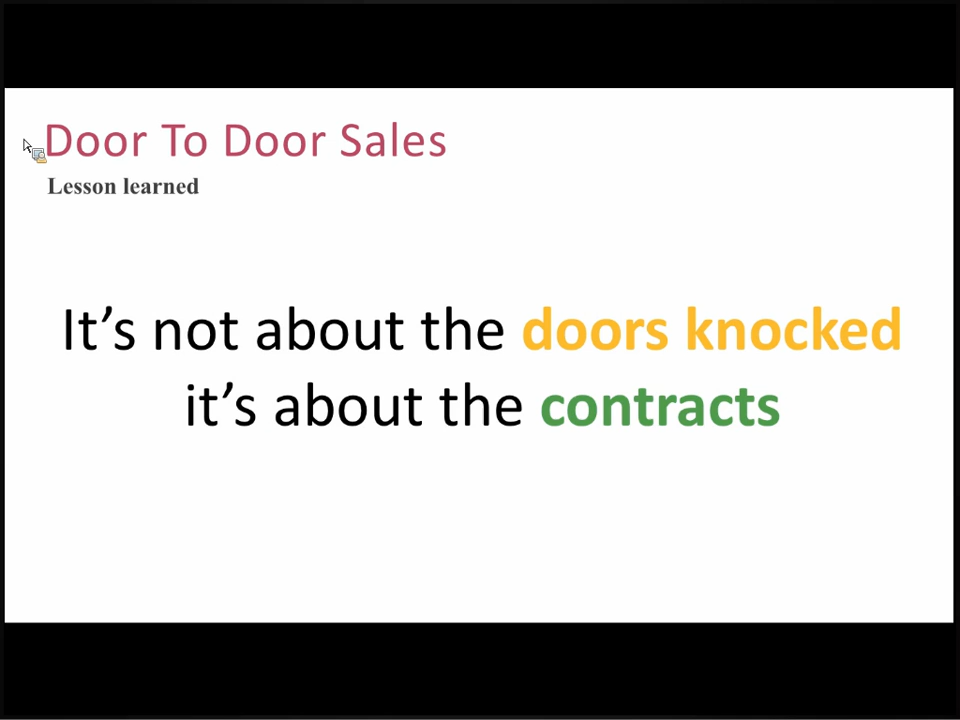 Door To Door Sales
Lesson learned
It’s not about the doors knocked
it’s about the contracts